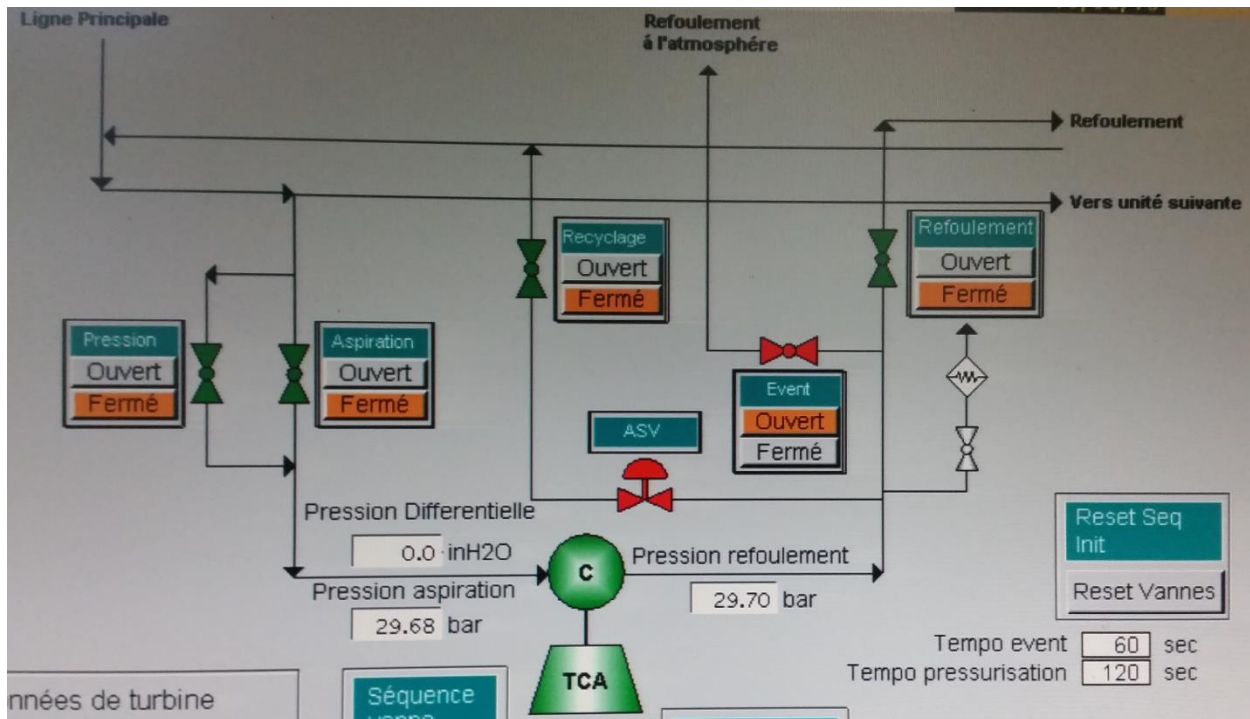 Ligne Principale
Refoulement
á l'atmosphére
Refoulement
Vers unité suivante
Recyclage
Ouvert
Fermé
Refoulement
Ouvert
Fermé
Pression
Ouvert
Fermé
Aspiration
Ouvert
Fermé
Event
Ouvert
Fermé
ASV
Pression Differentielle
0.0 inH2O
Pression aspiration
29.68 bar
C
Pression refoulement
29.70 bar
TCA
Reset Seq
Init
Reset Vannes
Tempo event 60 sec
Tempo pressurisation 120 sec
nnées de turbine
Séquence